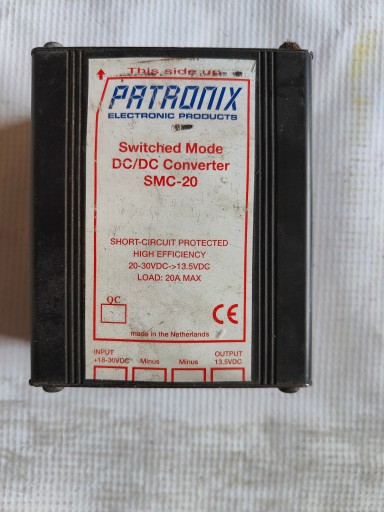 This side up
PATRONIX
ELECTRONIC PRODUCTS
Switched Mode
DC/DC Converter
SMC-20
SHORT-CIRCUIT PROTECTED
HIGH EFFICIENCY
20-30VDC->13.5VDC
LOAD: 20A MAX
QC
CE
made in the Netherlands
INPUT
+18-30VDC
Minus
Minus
OUTPUT
13.5VDC